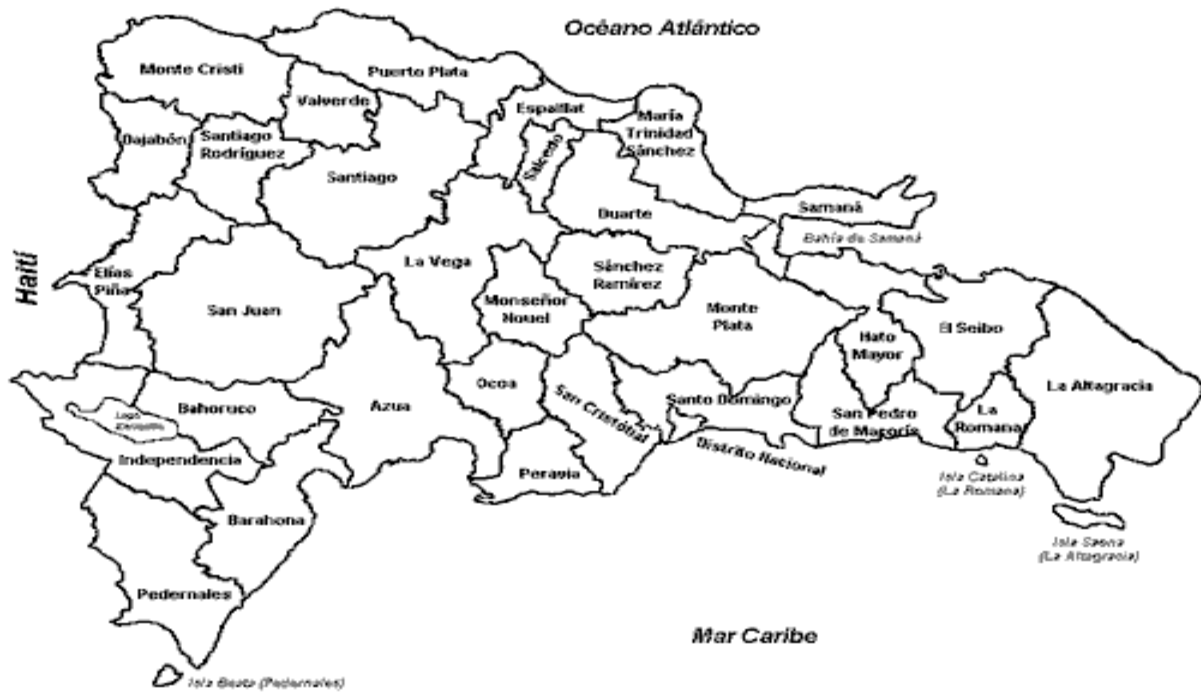 Océano Atlántico
Monte Cristi
Puerto Plata
Valverde
Espaillat
María
Trinidad
Sánchez
Dajabón
Santiago
Rodríguez
Salcedo
Santiago
Duarte
Samaná
Bahía de Samaná
Haití
Elías
Piña
La Vega
Sánchez
Ramírez
San Juan
Monseñor
Nouel
Monte
Plata
El Seibo
Hato
Mayor
La Altagracia
Ocoa
San Cristóbal
Santo Domingo
Bahoruco
Azua
San Pedro
de Macorís
La
Romana
Distrito Nacional
Independencia
Peravia
Isla Catalina
(La Romana)
Barahona
Isla Saona
(La Altagracia)
Pedernales
Mar Caribe
Isla Beata (Pedernales)